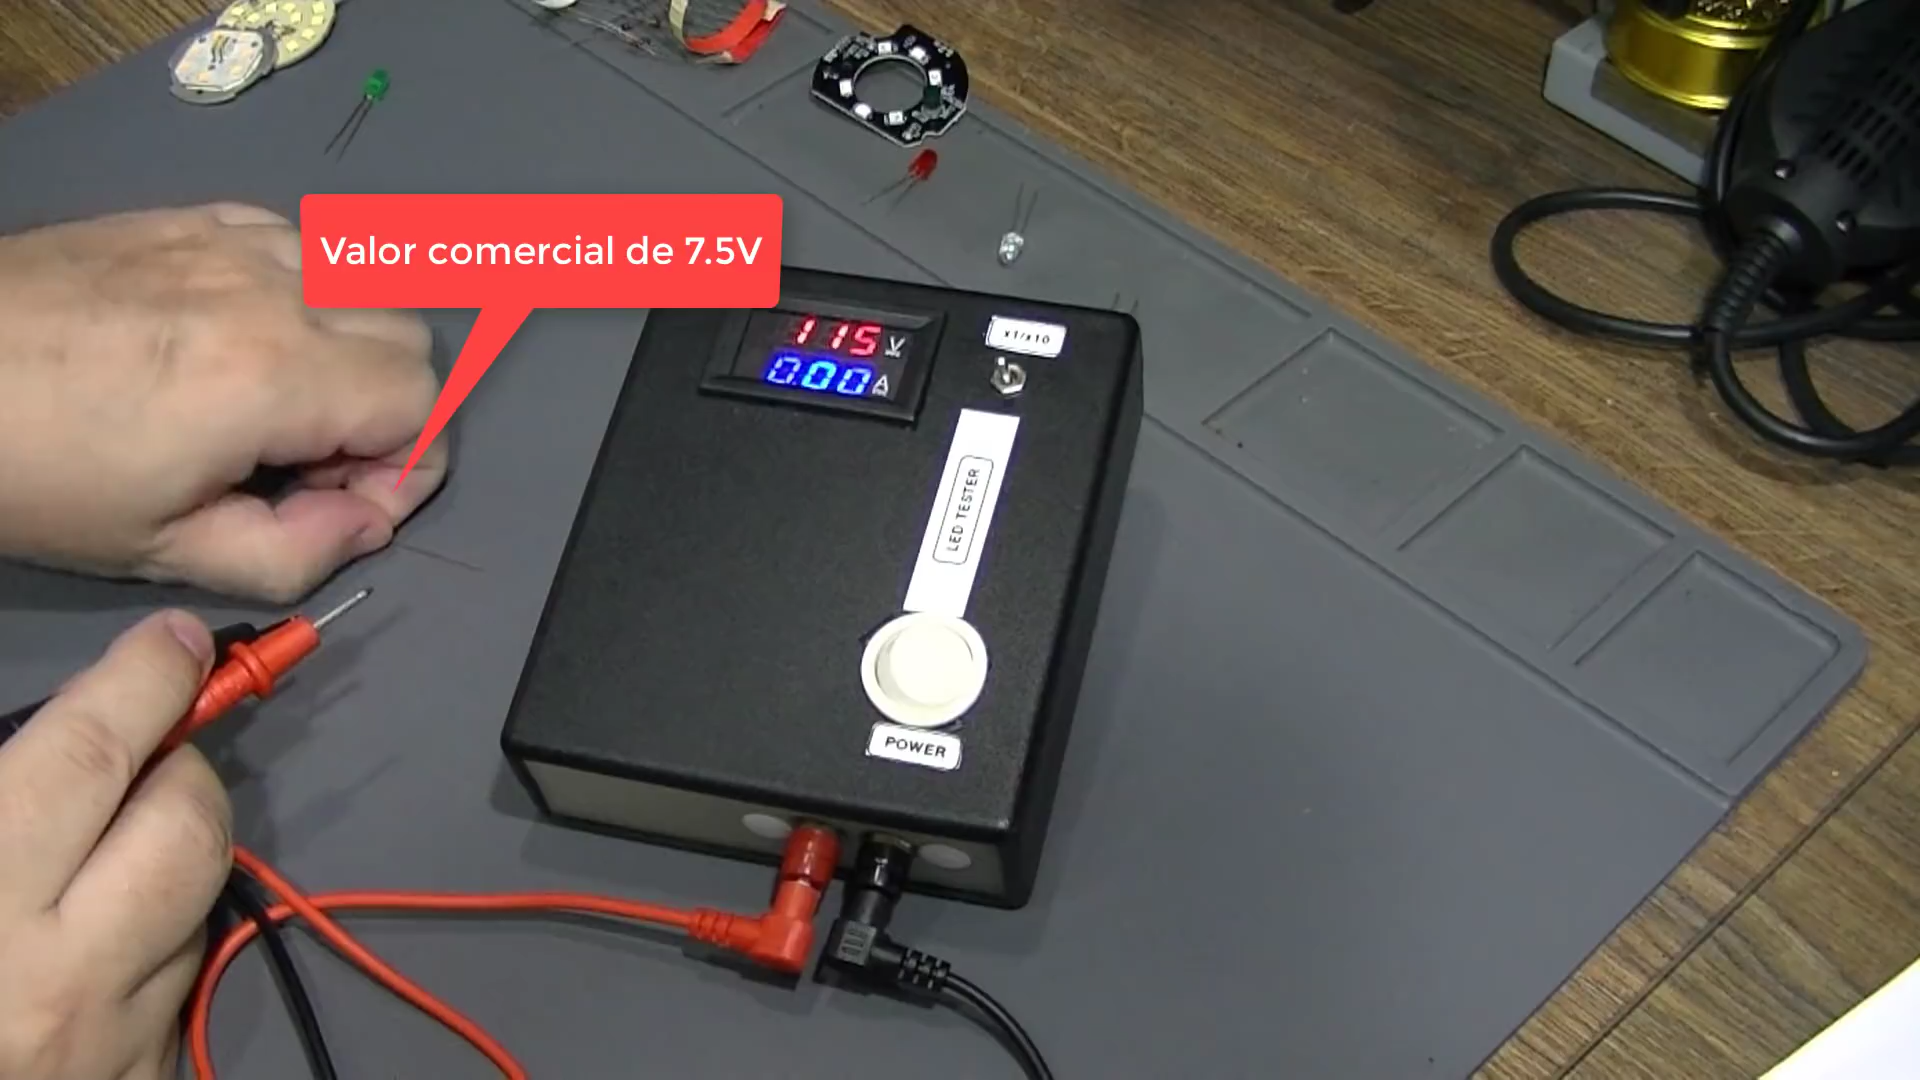 Valor comercial de 7.5V
115 V
0.00 A
x1/x10
LED TESTER
POWER